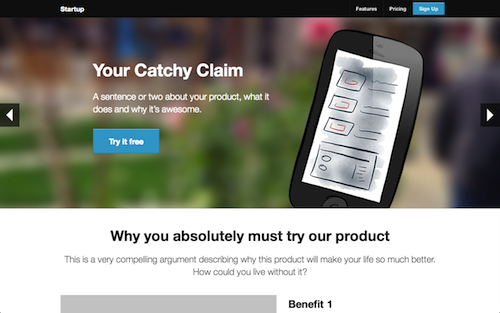 Startup
Features
Pricing
Sign Up
Your Catchy Claim
A sentence or two about your product, what it
does and why it's awesome.
Try it free
Why you absolutely must try our product
This is a very compelling argument describing why this product will make your life so much better.
How could you live without it?
Benefit 1